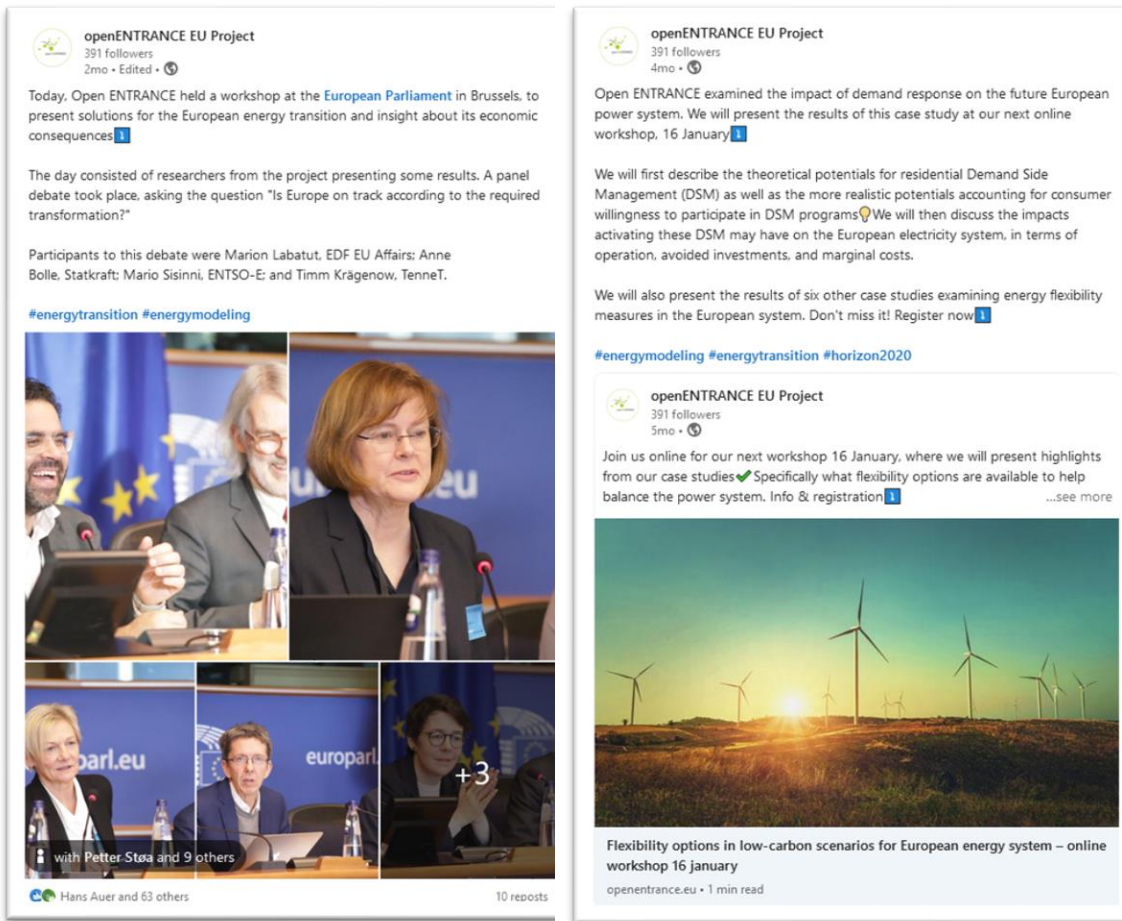 openENTRANCE EU Project
391 followers
2mo • Edited •
Today, Open ENTRANCE held a workshop at the European Parliament in Brussels, to
present solutions for the European energy transition and insight about its economic
consequences
The day consisted of researchers from the project presenting some results. A panel
debate took place, asking the question "Is Europe on track according to the required
transformation?"
Participants to this debate were Marion Labatut, EDF EU Affairs; Anne
Bolle, Statkraft; Mario Sisinni, ENTSO-E; and Timm Krägenow, TenneT.
#energytransition #energymodeling
eu
arl.eu
europarl.
+3
with Petter Støa and 9 others
Hans Auer and 63 others
10 reposts
openENTRANCE EU Project
391 followers
4mo •
Open ENTRANCE examined the impact of demand response on the future European
power system. We will present the results of this case study at our next online
workshop, 16 January
We will first describe the theoretical potentials for residential Demand Side
Management (DSM) as well as the more realistic potentials accounting for consumer
willingness to participate in DSM programs💡We will then discuss the impacts
activating these DSM may have on the European electricity system, in terms of
operation, avoided investments, and marginal costs.
We will also present the results of six other case studies examining energy flexibility
measures in the European system. Don't miss it! Register now
#energymodeling #energytransition #horizon2020
openENTRANCE EU Project
391 followers
5mo •
Join us online for our next workshop 16 January, where we will present highlights
from our case studies✔Specifically what flexibility options are available to help
balance the power system. Info & registration
...see more
Flexibility options in low-carbon scenarios for European energy system – online
workshop 16 january
openentrance.eu • 1 min read